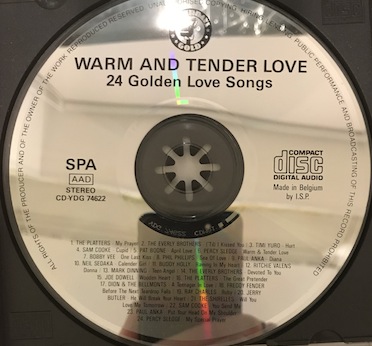 GOLD
ALL RIGHTS OF THE PRODUCER AND OF THE OWNER OF THE WORK REPRODUCED RESERVED. UNAUTHORISED COPYING, HIRING, LENDING, PUBLIC PERFORMANCE AND BROADCASTING OF THIS RECORD PROHIBITED
WARM AND TENDER LOVE
24 Golden Love Songs
SPA
AAD
STEREO
CD-YDG 74622
COMPACT
disc
DIGITAL AUDIO
Made in Belgium
by I.S.P.
1. THE PLATTERS - My Prayer 2. THE EVERLY BROTHERS - ('Til) I Kissed You 3. TIMI YURO - Hurt
4. SAM COOKE - Cupid 5. PAT BOONE - April Love 6. PERCY SLEDGE - Warm & Tender Love
7. BOBBY VEE - One Last Kiss 8. PHIL PHILLIPS - Sea Of Love 9. PAUL ANKA - Diana
10. NEIL SEDAKA - Calendar Girl 11. BUDDY HOLLY - Raining In My Heart 12. RITCHIE VALENS
Donna 13. MARK DINNING - Teen Angel 14. THE EVERLY BROTHERS - Devoted To You
15. JOE DOWELL - Wooden Heart 16. THE PLATTERS - The Great Pretender
17. DION & THE BELMONTS - A Teenager In Love 18. FREDDY FENDER
Before The Next Teardrop Falls 19. RAY CHARLES - Ruby 20. JERRY
BUTLER - He Will Break Your Heart 21. THE SHIRELLES - Will You
Love Me Tomorrow 22. SAM COOKE - You Send Me
23. PAUL ANKA - Put Your Head On My Shoulder
24. PERCY SLEDGE - My Special Prayer